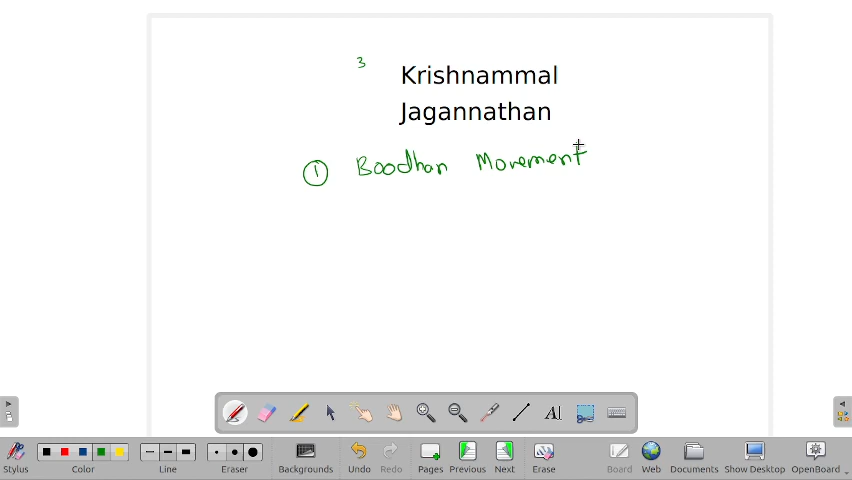 3
Krishnammal
Jagannathan
① Boodhan Movement
Stylus
Color
Line
Eraser
Backgrounds
Undo
Redo
Pages
Previous
Next
Erase
Board
Web
Documents
Show Desktop
OpenBoard